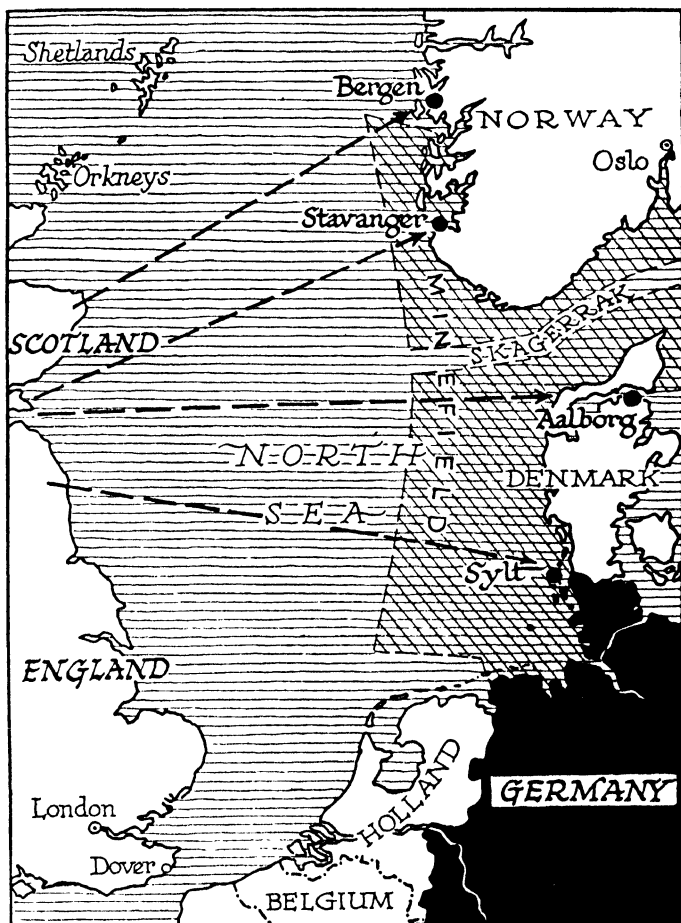 Shetlands
Bergen
NORWAY
Oslo
Orkneys
Stavanger
SCOTLAND
SKAGERRAK
MINEFIELD
Aalborg
NORTH
SEA
DENMARK
Sylt
ENGLAND
HOLLAND
GERMANY
London
Dover
BELGIUM